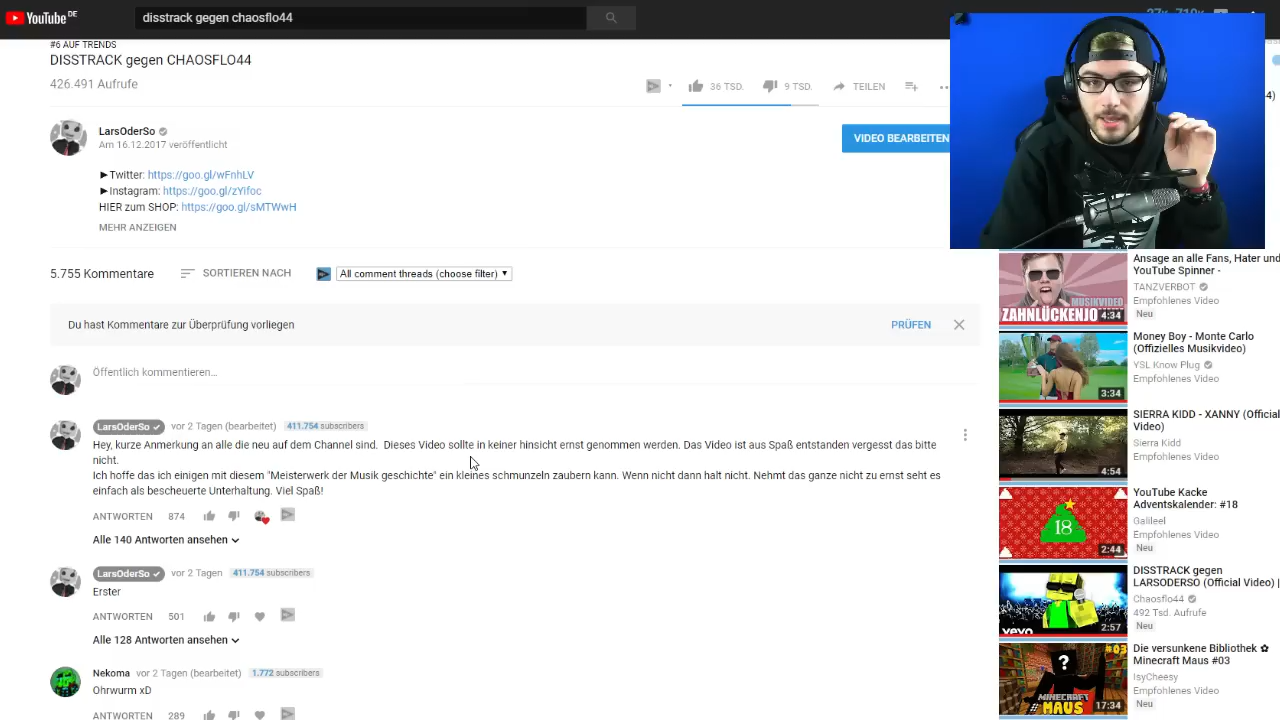 YouTube DE
disstrack gegen chaosflo44
#6 AUF TRENDS
DISSTRACK gegen CHAOSFLO44
426.491 Aufrufe
36 TSD.
9 TSD.
TEILEN
LarsOderSo
Am 16.12.2017 veröffentlicht
VIDEO BEARBEITEN
►Twitter: https://goo.gl/wFnhLV
►Instagram: https://goo.gl/zYifoc
HIER zum SHOP: https://goo.gl/sMTWwH
MEHR ANZEIGEN
5.755 Kommentare
SORTIEREN NACH
All comment threads (choose filter)
Du hast Kommentare zur Überprüfung vorliegen
PRÜFEN
Öffentlich kommentieren...
LarsOderSo vor 2 Tagen (bearbeitet) 411.754 subscribers
Hey, kurze Anmerkung an alle die neu auf dem Channel sind. Dieses Video sollte in keiner hinsicht ernst genommen werden. Das Video ist aus Spaß entstanden vergesst das bitte
nicht.
Ich hoffe das ich einigen mit diesem "Meisterwerk der Musik geschichte" ein kleines schmunzeln zaubern kann. Wenn nicht dann halt nicht. Nehmt das ganze nicht zu ernst seht es
einfach als bescheuerte Unterhaltung. Viel Spaß!
ANTWORTEN 874
Alle 140 Antworten ansehen
LarsOderSo vor 2 Tagen 411.754 subscribers
Erster
ANTWORTEN 501
Alle 128 Antworten ansehen
Nekoma vor 2 Tagen (bearbeitet) 1.772 subscribers
Ohrwurm xD
ANTWORTEN 289
4)
MUSIKVIDEO
ZAHNLÜCKENJO
4:34
Ansage an alle Fans, Hater und
YouTube Spinner -
TANZVERBOT
Empfohlenes Video
Neu
3:34
Money Boy - Monte Carlo
(Offizielles Musikvideo)
YSL Know Plug
Empfohlenes Video
4:54
SIERRA KIDD - XANNY (Official
Video)
Sierra Kidd
Empfohlenes Video
18
2:44
YouTube Kacke
Adventskalender: #18
Galileel
Empfohlenes Video
Neu
vevo
2:57
DISSTRACK gegen
LARSODERSO (Official Video) |
Chaosflo44
492 Tsd. Aufrufe
Neu
#03
?
MINECRAFT
MAUS
17:34
Die versunkene Bibliothek ✿
Minecraft Maus #03
IsyCheesy
Empfohlenes Video
Neu